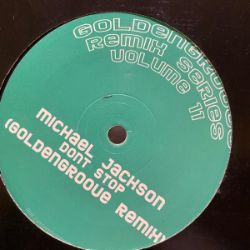 GOLDENGROOVE
REMIX SERIES
VOLUME 11
MICHAEL JACKSON
DONT STOP
(GOLDENGROOVE REMIX)